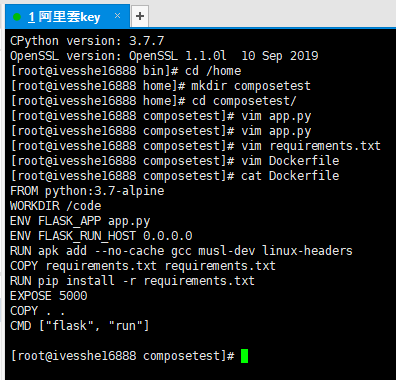 1 阿里雲key × +
CPython version: 3.7.7
OpenSSL version: OpenSSL 1.1.0l  10 Sep 2019
[root@ivesshe16888 bin]# cd /home
[root@ivesshe16888 home]# mkdir composetest
[root@ivesshe16888 home]# cd composetest/
[root@ivesshe16888 composetest]# vim app.py
[root@ivesshe16888 composetest]# vim app.py
[root@ivesshe16888 composetest]# vim requirements.txt
[root@ivesshe16888 composetest]# vim Dockerfile
[root@ivesshe16888 composetest]# cat Dockerfile
FROM python:3.7-alpine
WORKDIR /code
ENV FLASK_APP app.py
ENV FLASK_RUN_HOST 0.0.0.0
RUN apk add --no-cache gcc musl-dev linux-headers
COPY requirements.txt requirements.txt
RUN pip install -r requirements.txt
EXPOSE 5000
COPY . .
CMD ["flask", "run"]
[root@ivesshe16888 composetest]#